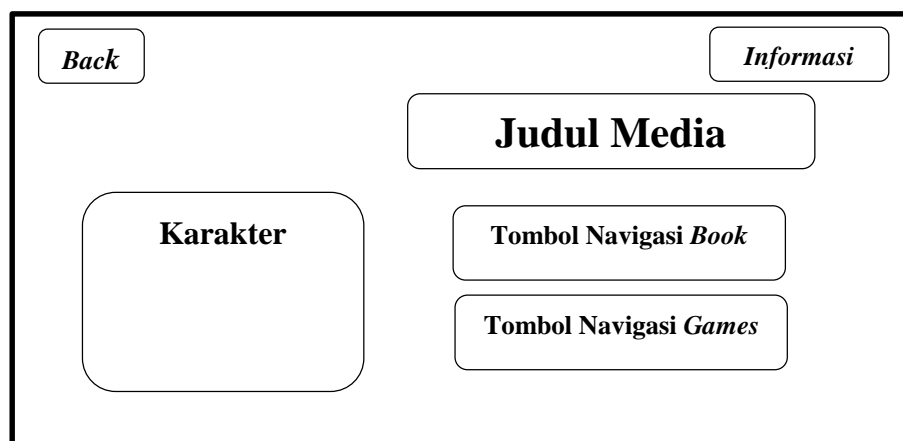 Back
Informasi
Judul Media
Karakter
Tombol Navigasi Book
Tombol Navigasi Games